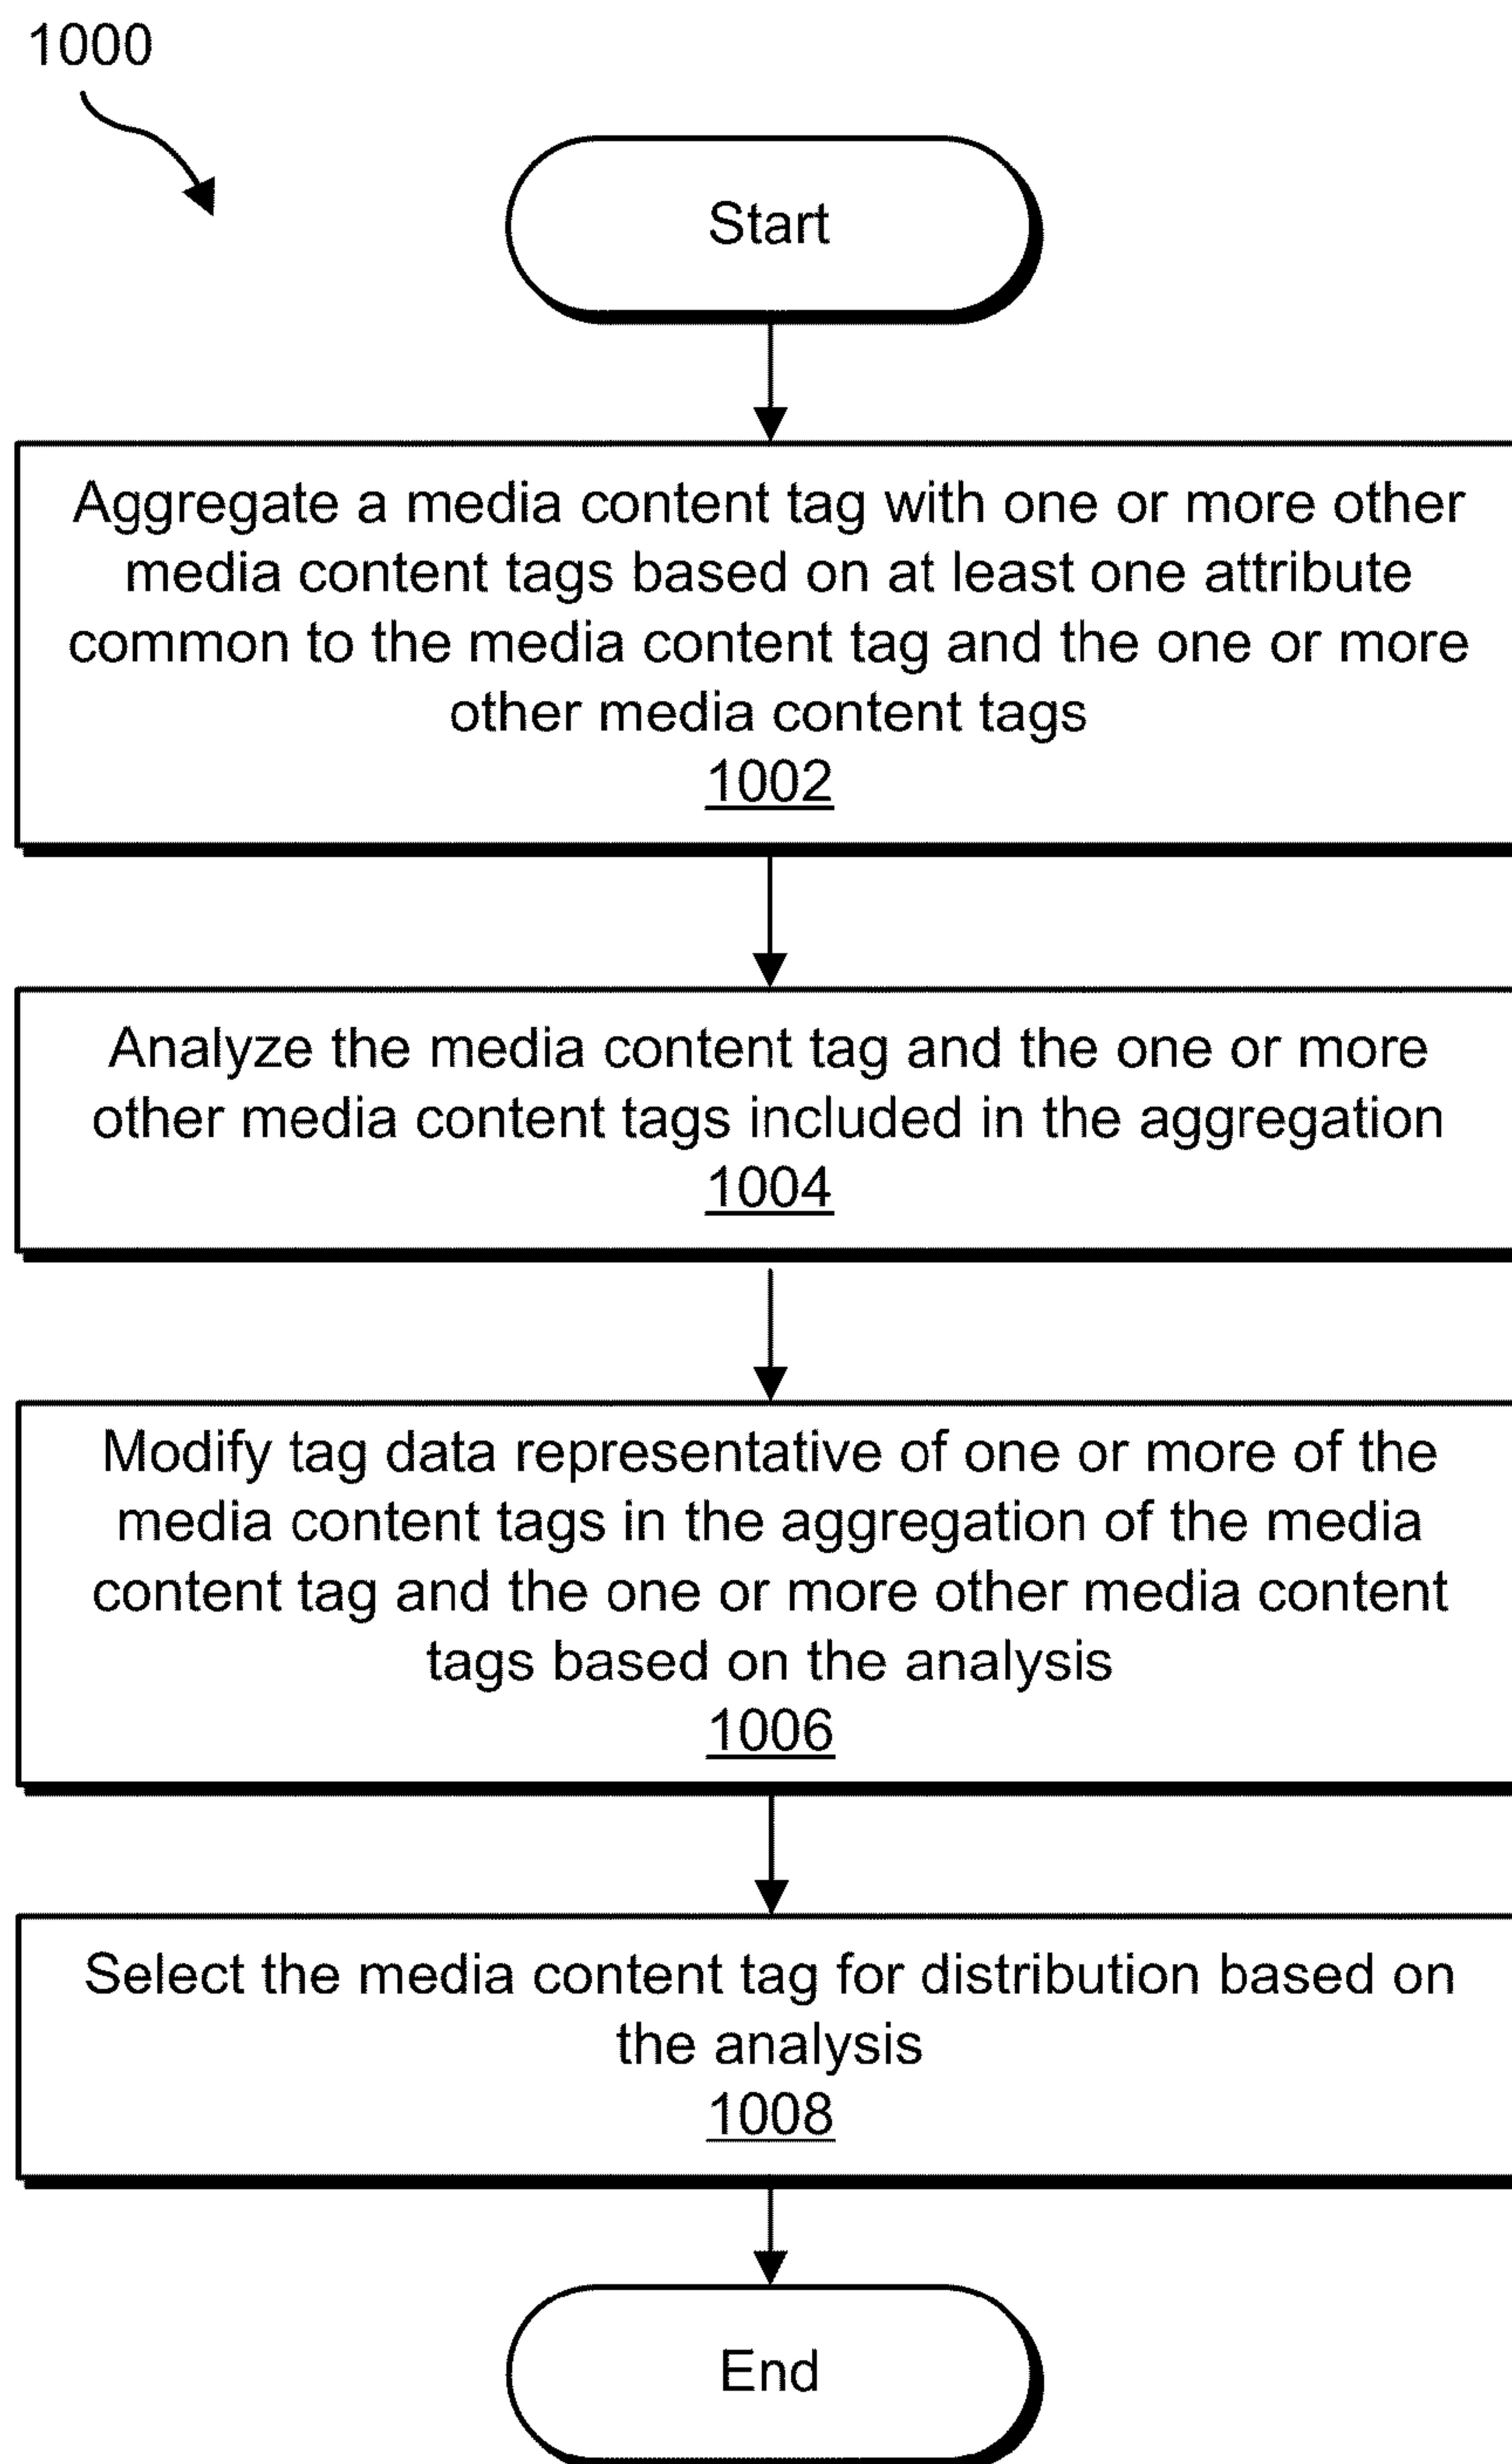 1000
Start
Aggregate a media content tag with one or more other
media content tags based on at least one attribute
common to the media content tag and the one or more
other media content tags
1002
Analyze the media content tag and the one or more
other media content tags included in the aggregation
1004
Modify tag data representative of one or more of the
media content tags in the aggregation of the media
content tag and the one or more other media content
tags based on the analysis
1006
Select the media content tag for distribution based on
the analysis
1008
End